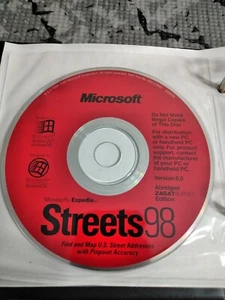 Microsoft
Do Not Make
Illegal Copies
of This Disc
For distribution
with a new PC
or handheld PC
only. For product
support, contact
the manufacturer
of your PC or
handheld PC.
Version 6.0
Abridged
ZAGATSURVEY
Edition
Microsoft Expedia
Streets98
Find and Map U.S. Street Addresses
with Pinpoint Accuracy